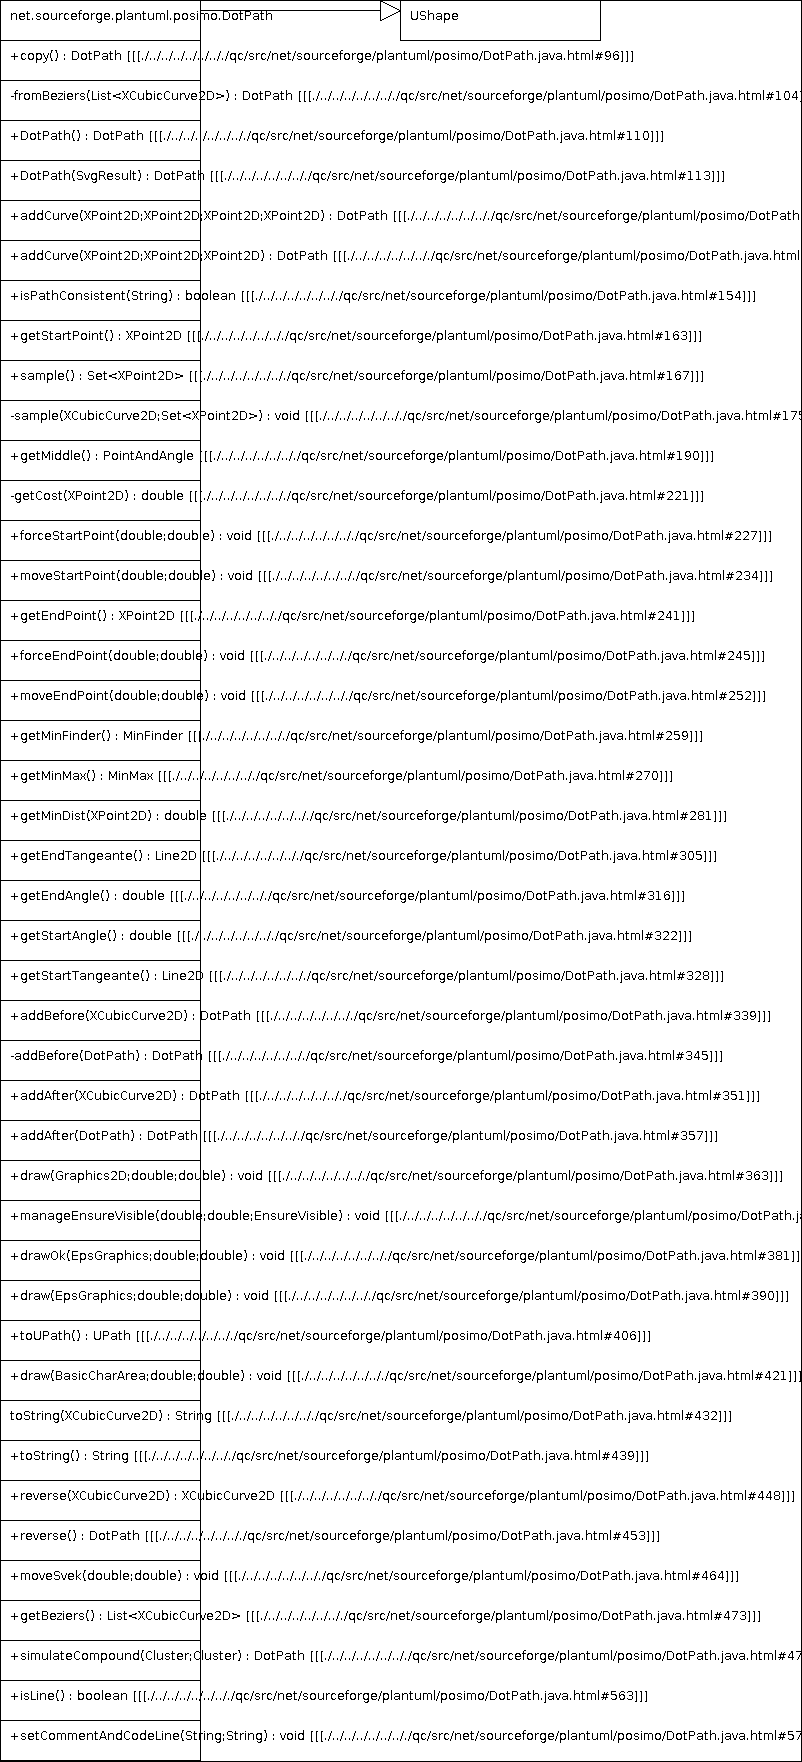 net.sourceforge.plantuml.posimo.DotPath UShape
+copy() : DotPath [[[./../../../../../../../qc/src/net/sourceforge/plantuml/posimo/DotPath.java.html#96]]]
-fromBeziers(List<XCubicCurve2D>) : DotPath [[[./../../../../../../../qc/src/net/sourceforge/plantuml/posimo/DotPath.java.html#104]
+DotPath() : DotPath [[[./../../../../../../../qc/src/net/sourceforge/plantuml/posimo/DotPath.java.html#110]]]
+DotPath(SvgResult) : DotPath [[[./../../../../../../../qc/src/net/sourceforge/plantuml/posimo/DotPath.java.html#113]]]
+addCurve(XPoint2D;XPoint2D;XPoint2D;XPoint2D) : DotPath [[[./../../../../../../../qc/src/net/sourceforge/plantuml/posimo/DotPath
+addCurve(XPoint2D;XPoint2D;XPoint2D) : DotPath [[[./../../../../../../../qc/src/net/sourceforge/plantuml/posimo/DotPath.java.html
+isPathConsistent(String) : boolean [[[./../../../../../../../qc/src/net/sourceforge/plantuml/posimo/DotPath.java.html#154]]]
+getStartPoint() : XPoint2D [[[./../../../../../../../qc/src/net/sourceforge/plantuml/posimo/DotPath.java.html#163]]]
+sample() : Set<XPoint2D> [[[./../../../../../../../qc/src/net/sourceforge/plantuml/posimo/DotPath.java.html#167]]]
-sample(XCubicCurve2D;Set<XPoint2D>) : void [[[./../../../../../../../qc/src/net/sourceforge/plantuml/posimo/DotPath.java.html#175
+getMiddle() : PointAndAngle [[[./../../../../../../../qc/src/net/sourceforge/plantuml/posimo/DotPath.java.html#190]]]
-getCost(XPoint2D) : double [[[./../../../../../../../qc/src/net/sourceforge/plantuml/posimo/DotPath.java.html#221]]]
+forceStartPoint(double;double) : void [[[./../../../../../../../qc/src/net/sourceforge/plantuml/posimo/DotPath.java.html#227]]]
+moveStartPoint(double;double) : void [[[./../../../../../../../qc/src/net/sourceforge/plantuml/posimo/DotPath.java.html#234]]]
+getEndPoint() : XPoint2D [[[./../../../../../../../qc/src/net/sourceforge/plantuml/posimo/DotPath.java.html#241]]]
+forceEndPoint(double;double) : void [[[./../../../../../../../qc/src/net/sourceforge/plantuml/posimo/DotPath.java.html#245]]]
+moveEndPoint(double;double) : void [[[./../../../../../../../qc/src/net/sourceforge/plantuml/posimo/DotPath.java.html#252]]]
+getMinFinder() : MinFinder [[[./../../../../../../../qc/src/net/sourceforge/plantuml/posimo/DotPath.java.html#259]]]
+getMinMax() : MinMax [[[./../../../../../../../qc/src/net/sourceforge/plantuml/posimo/DotPath.java.html#270]]]
+getMinDist(XPoint2D) : double [[[./../../../../../../../qc/src/net/sourceforge/plantuml/posimo/DotPath.java.html#281]]]
+getEndTangeante() : Line2D [[[./../../../../../../../qc/src/net/sourceforge/plantuml/posimo/DotPath.java.html#305]]]
+getEndAngle() : double [[[./../../../../../../../qc/src/net/sourceforge/plantuml/posimo/DotPath.java.html#316]]]
+getStartAngle() : double [[[./../../../../../../../qc/src/net/sourceforge/plantuml/posimo/DotPath.java.html#322]]]
+getStartTangeante() : Line2D [[[./../../../../../../../qc/src/net/sourceforge/plantuml/posimo/DotPath.java.html#328]]]
+addBefore(XCubicCurve2D) : DotPath [[[./../../../../../../../qc/src/net/sourceforge/plantuml/posimo/DotPath.java.html#339]]]
-addBefore(DotPath) : DotPath [[[./../../../../../../../qc/src/net/sourceforge/plantuml/posimo/DotPath.java.html#345]]]
+addAfter(XCubicCurve2D) : DotPath [[[./../../../../../../../qc/src/net/sourceforge/plantuml/posimo/DotPath.java.html#351]]]
+addAfter(DotPath) : DotPath [[[./../../../../../../../qc/src/net/sourceforge/plantuml/posimo/DotPath.java.html#357]]]
+draw(Graphics2D;double;double) : void [[[./../../../../../../../qc/src/net/sourceforge/plantuml/posimo/DotPath.java.html#363]]]
+manageEnsureVisible(double;double;EnsureVisible) : void [[[./../../../../../../../qc/src/net/sourceforge/plantuml/posimo/DotPath.j
+drawOk(EpsGraphics;double;double) : void [[[./../../../../../../../qc/src/net/sourceforge/plantuml/posimo/DotPath.java.html#381]]]
+draw(EpsGraphics;double;double) : void [[[./../../../../../../../qc/src/net/sourceforge/plantuml/posimo/DotPath.java.html#390]]]
+toUPath() : UPath [[[./../../../../../../../qc/src/net/sourceforge/plantuml/posimo/DotPath.java.html#406]]]
+draw(BasicCharArea;double;double) : void [[[./../../../../../../../qc/src/net/sourceforge/plantuml/posimo/DotPath.java.html#421]]]
toString(XCubicCurve2D) : String [[[./../../../../../../../qc/src/net/sourceforge/plantuml/posimo/DotPath.java.html#432]]]
+toString() : String [[[./../../../../../../../qc/src/net/sourceforge/plantuml/posimo/DotPath.java.html#439]]]
+reverse(XCubicCurve2D) : XCubicCurve2D [[[./../../../../../../../qc/src/net/sourceforge/plantuml/posimo/DotPath.java.html#448]]]
+reverse() : DotPath [[[./../../../../../../../qc/src/net/sourceforge/plantuml/posimo/DotPath.java.html#453]]]
+moveSvek(double;double) : void [[[./../../../../../../../qc/src/net/sourceforge/plantuml/posimo/DotPath.java.html#464]]]
+getBeziers() : List<XCubicCurve2D> [[[./../../../../../../../qc/src/net/sourceforge/plantuml/posimo/DotPath.java.html#473]]]
+simulateCompound(Cluster;Cluster) : DotPath [[[./../../../../../../../qc/src/net/sourceforge/plantuml/posimo/DotPath.java.html#47
+isLine() : boolean [[[./../../../../../../../qc/src/net/sourceforge/plantuml/posimo/DotPath.java.html#563]]]
+setCommentAndCodeLine(String;String) : void [[[./../../../../../../../qc/src/net/sourceforge/plantuml/posimo/DotPath.java.html#57